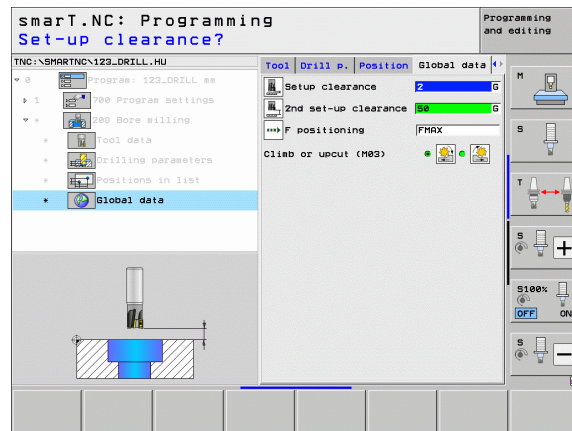 smarT.NC: Programming
Set-up clearance?
Programming
and editing
TNC:\SMARTNC\123_DRILL.HU
0 Program: 123_DRILL mm
1 700 Program settings
* 208 Bore milling
* Tool data
* Drilling parameters
* Positions in list
* Global data
Tool Drill p. Position Global data
Setup clearance 2 G
2nd set-up clearance 50 G
F positioning FMAX
Climb or upcut (M03)
M
S
T
S
S100%
OFF ON
S